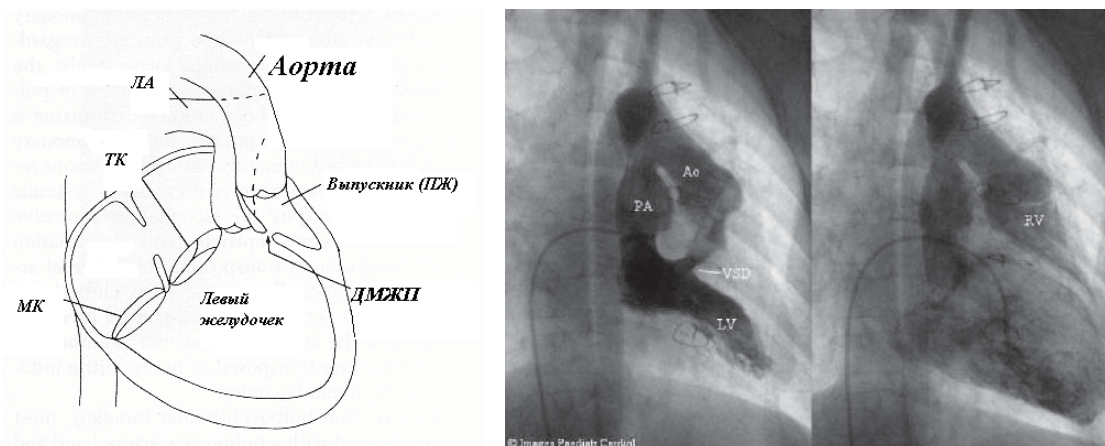 Аорта
ЛА
ТК
Выпускник (ПЖ)
ДМЖП
МК
Левый
желудочек
Ao
PA
VSD
LV
RV
© Images Paediatr Cardiol